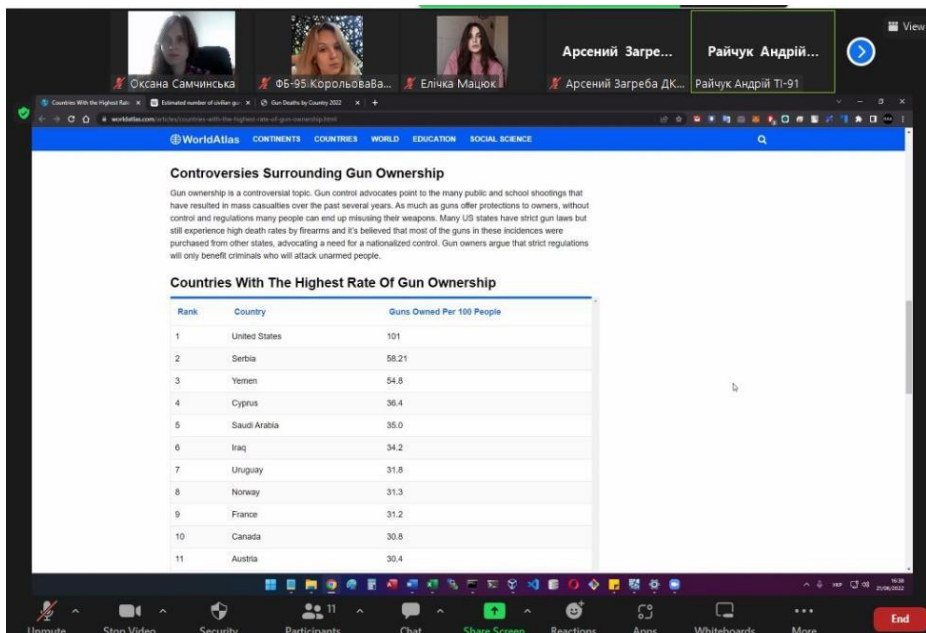 View
Арсений Загре...
Райчук Андрій...
Оксана Самчинська
ФБ-95 КорольоваВа...
Елічка Мацюк
Арсений Загреба ДК...
Райчук Андрій ТІ-91
Countries With the Highest Rat
Estimated number of civilian gu
Gun Deaths by Country 2022
worldatlas.com/articles/countries-with-the-highest-rate-of-gun-ownership.html
WorldAtlas CONTINENTS COUNTRIES WORLD EDUCATION SOCIAL SCIENCE
Controversies Surrounding Gun Ownership
Gun ownership is a controversial topic. Gun control advocates point to the many public and school shootings that
have resulted in mass casualties over the past several years. As much as guns offer protections to owners, without
control and regulations many people can end up misusing their weapons. Many US states have strict gun laws but
still experience high death rates by firearms and it's believed that most of the guns in these incidences were
purchased from other states, advocating a need for a nationalized control. Gun owners argue that strict regulations
will only benefit criminals who will attack unarmed people.
Countries With The Highest Rate Of Gun Ownership
Rank Country Guns Owned Per 100 People
1 United States 101
2 Serbia 58.21
3 Yemen 54.8
4 Cyprus 36.4
5 Saudi Arabia 35.0
6 Iraq 34.2
7 Uruguay 31.8
8 Norway 31.3
9 France 31.2
10 Canada 30.8
11 Austria 30.4
УКР 16:38
21/06/2022
11
Unmute Stop Video Security Participants Chat Share Screen Reactions Apps Whiteboards More End